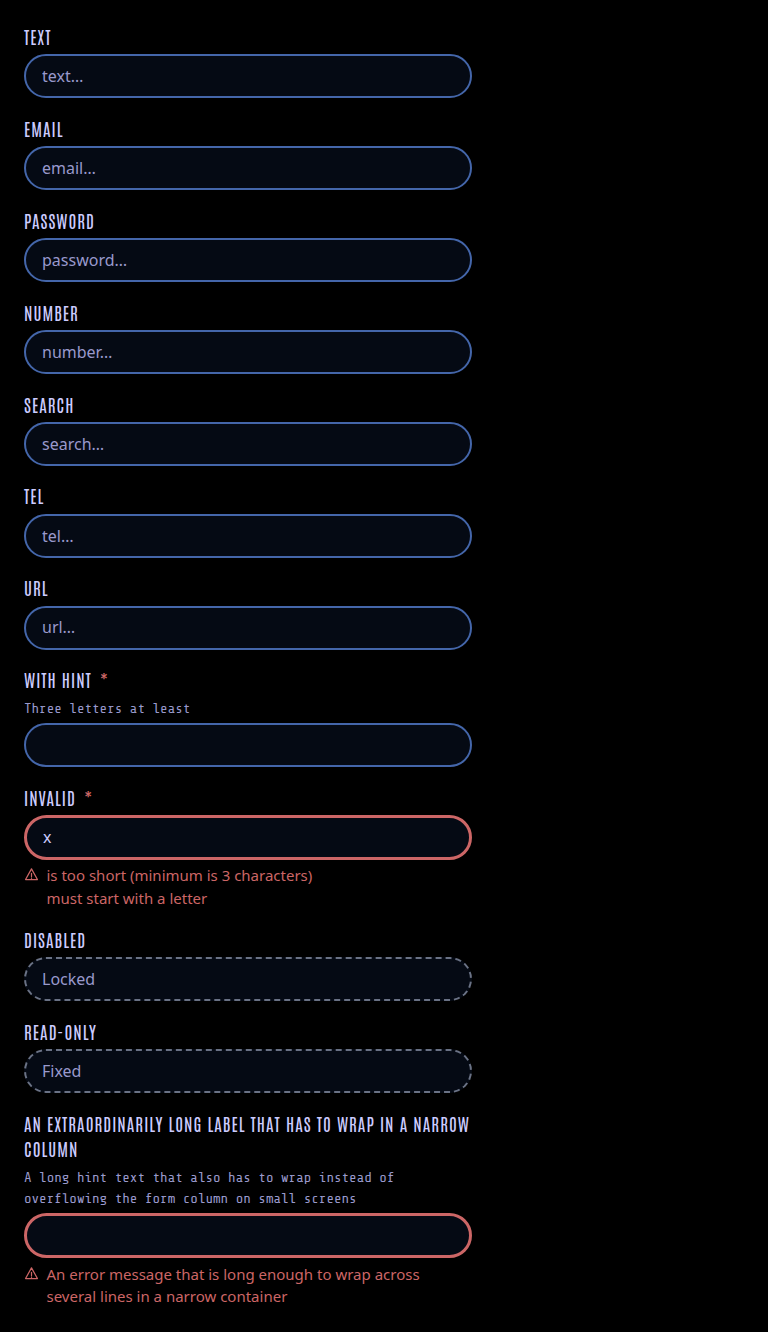 TEXT
text...
EMAIL
email...
PASSWORD
password...
NUMBER
number...
SEARCH
search...
TEL
tel...
URL
url...
WITH HINT *
Three letters at least
INVALID *
x
is too short (minimum is 3 characters)
must start with a letter
DISABLED
Locked
READ-ONLY
Fixed
AN EXTRAORDINARILY LONG LABEL THAT HAS TO WRAP IN A NARROW
COLUMN
A long hint text that also has to wrap instead of
overflowing the form column on small screens
An error message that is long enough to wrap across
several lines in a narrow container